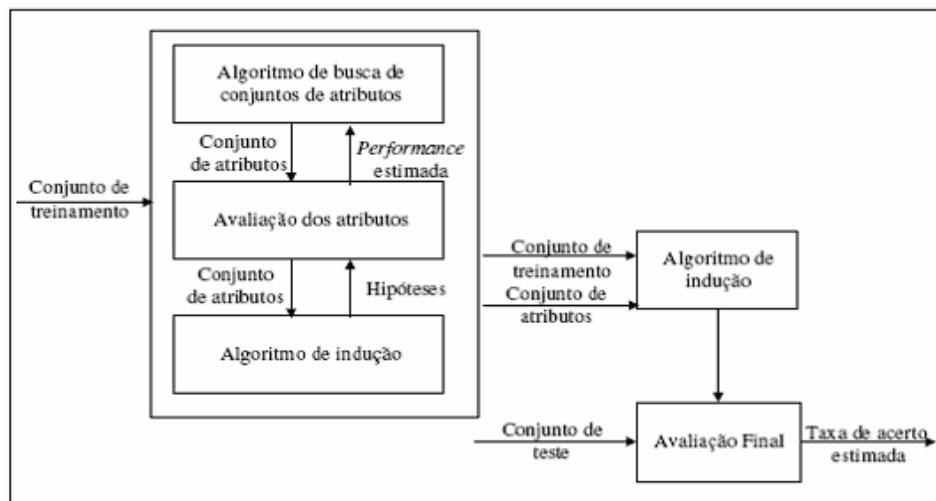 Algoritmo de busca de
conjuntos de atributos
Conjunto
de atributos
Performance
estimada
Conjunto de
treinamento
Avaliação dos atributos
Conjunto
de atributos
Hipóteses
Algoritmo de indução
Conjunto de
treinamento
Conjunto de
atributos
Algoritmo de
indução
Conjunto de
teste
Avaliação Final
Taxa de acerto
estimada